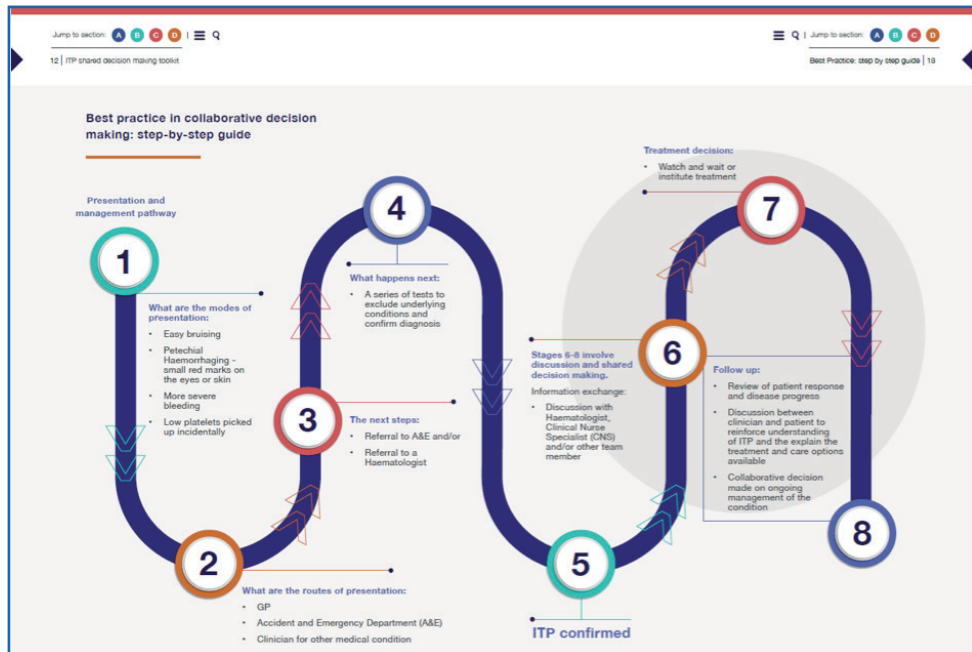 Jump to section: A B C D
Jump to section: A B C D
12 | ITP shared decision making toolkit
Best Practice: step by step guide | 13
Best practice in collaborative decision
making: step-by-step guide
Presentation and
management pathway
1
What are the modes of
presentation:
• Easy bruising
• Petechial
Haemorrhaging -
small red marks on
the eyes or skin
• More severe
bleeding
• Low platelets picked
up incidentally
2
What are the routes of presentation:
• GP
• Accident and Emergency Department (A&E)
• Clinician for other medical condition
3
The next steps:
• Referral to A&E and/or
• Referral to a
Haematologist
4
What happens next:
• A series of tests to
exclude underlying
conditions and
confirm diagnosis
5
ITP confirmed
6
Stages 6-8 involve
discussion and shared
decision making.
Information exchange:
• Discussion with
Haematologist,
Clinical Nurse
Specialist (CNS)
and/or other team
member
7
Treatment decision:
• Watch and wait or
institute treatment
8
Follow up:
• Review of patient response
and disease progress
• Discussion between
clinician and patient to
reinforce understanding
of ITP and the explain the
treatment and care options
available
• Collaborative decision
made on ongoing
management of the
condition